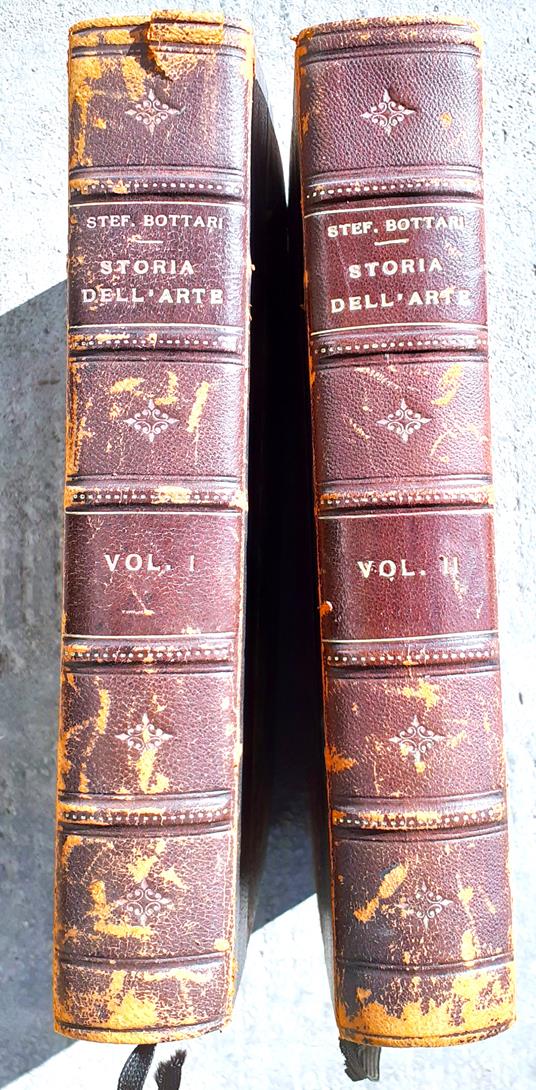 STEF. BOTTARI
STORIA
DELL'ARTE
VOL. I
STEF. BOTTARI
STORIA
DELL'ARTE
VOL. II